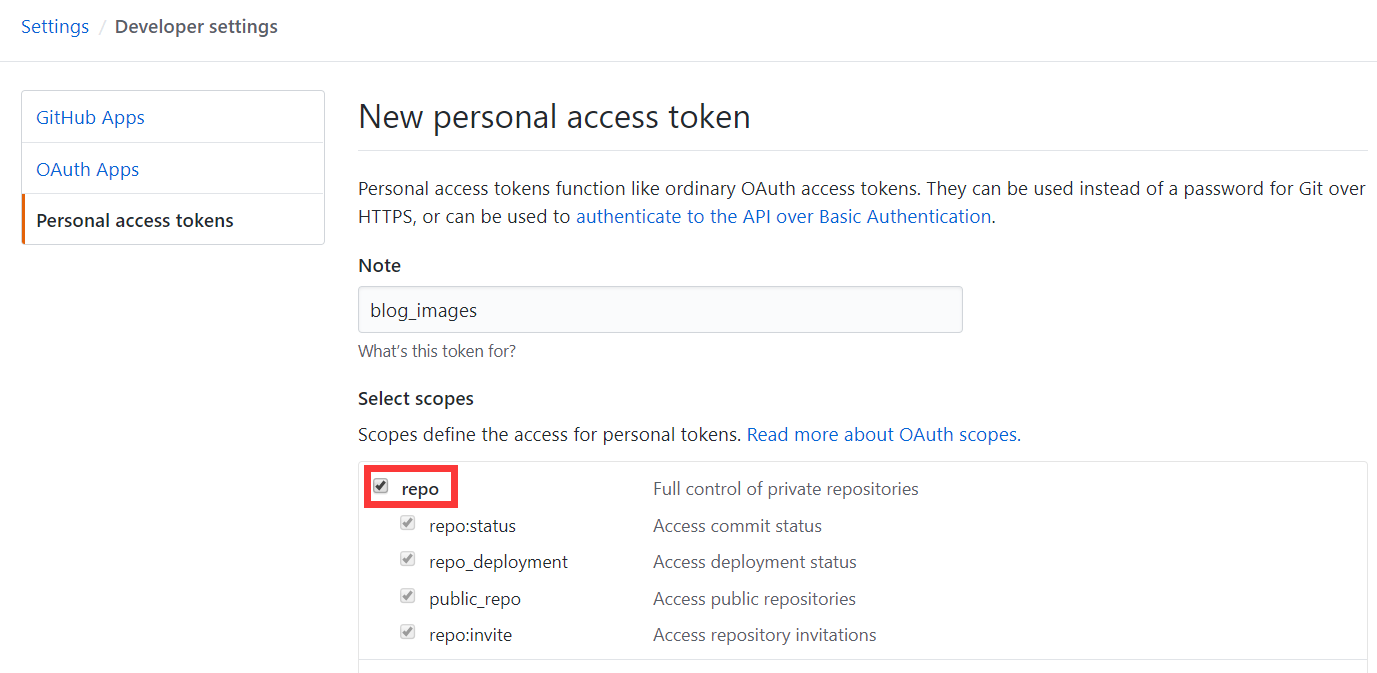 Settings / Developer settings
GitHub Apps
OAuth Apps
Personal access tokens
New personal access token
Personal access tokens function like ordinary OAuth access tokens. They can be used instead of a password for Git over
HTTPS, or can be used to authenticate to the API over Basic Authentication.
Note
blog_images
What's this token for?
Select scopes
Scopes define the access for personal tokens. Read more about OAuth scopes.
repo Full control of private repositories
repo:status Access commit status
repo_deployment Access deployment status
public_repo Access public repositories
repo:invite Access repository invitations